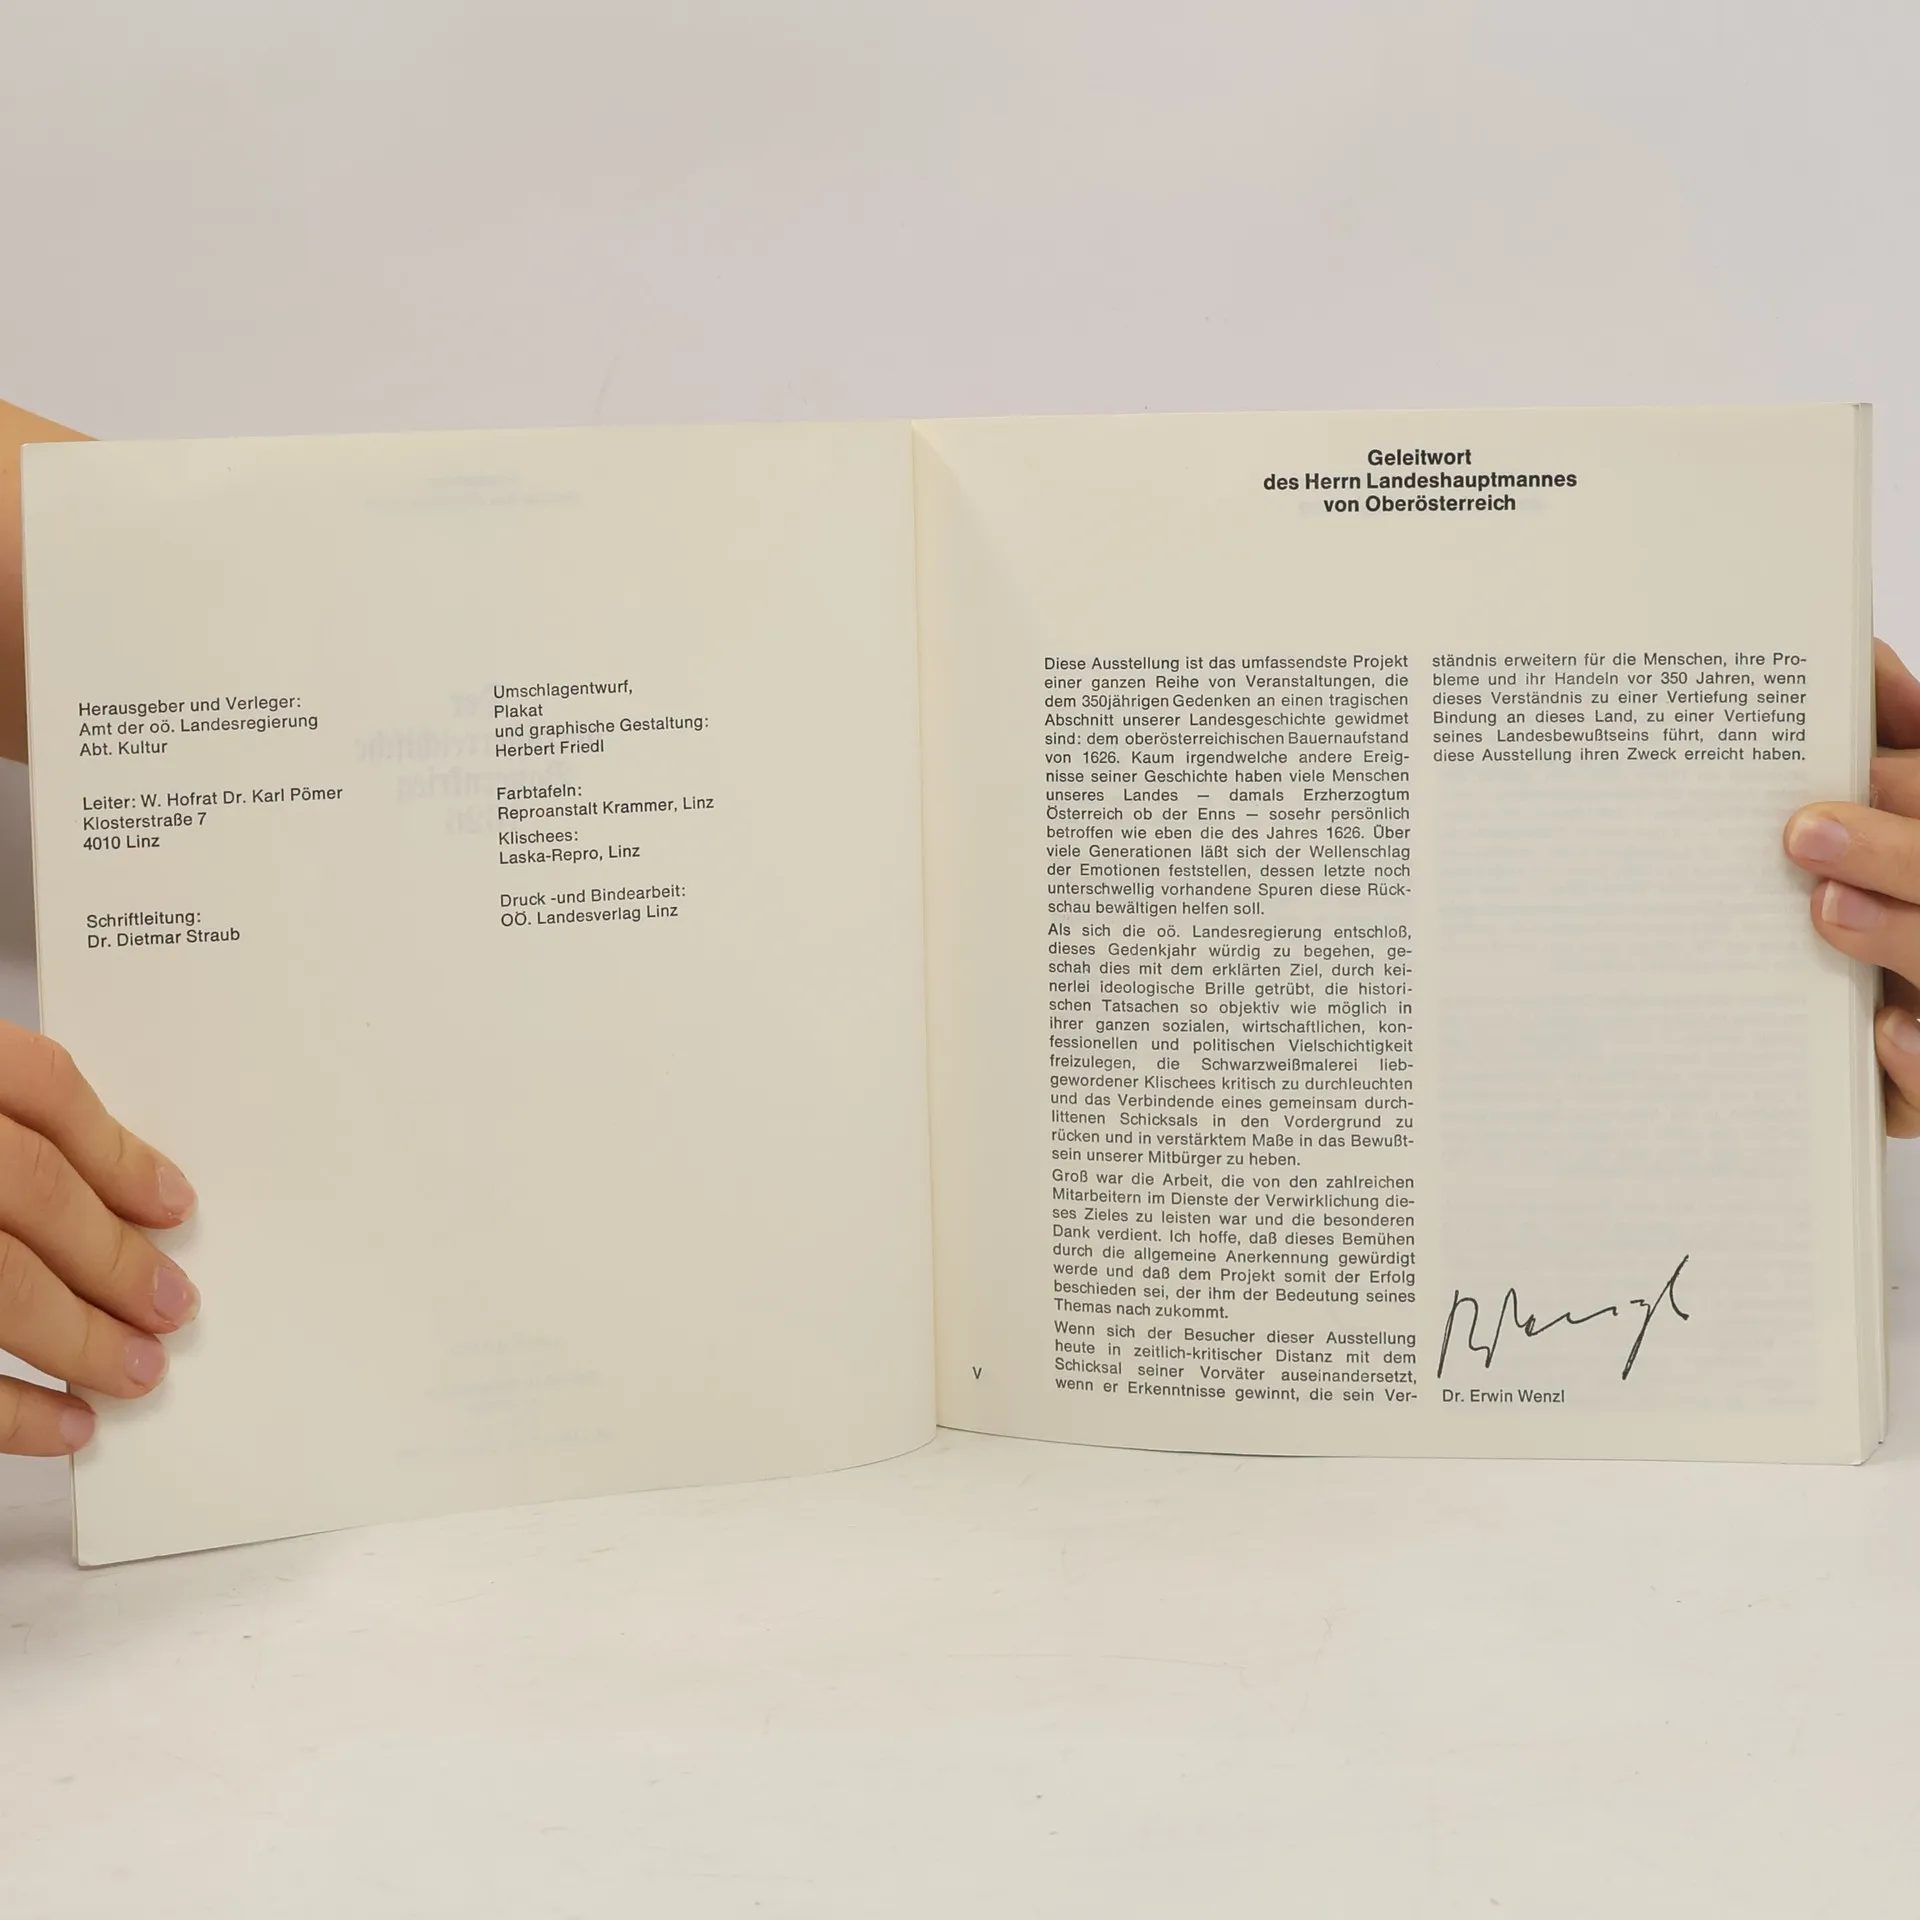 Herausgeber und Verleger:
Amt der oö. Landesregierung
Abt. Kultur
Leiter: W. Hofrat Dr. Karl Pömer
Klosterstraße 7
4010 Linz
Schriftleitung:
Dr. Dietmar Straub
Umschlagentwurf,
Plakat
und graphische Gestaltung:
Herbert Friedl
Farbtafeln:
Reproanstalt Krammer, Linz
Klischees:
Laska-Repro, Linz
Druck -und Bindearbeit:
OÖ. Landesverlag Linz
Geleitwort
des Herrn Landeshauptmannes
von Oberösterreich
Diese Ausstellung ist das umfassendste Projekt
einer ganzen Reihe von Veranstaltungen, die
dem 350jährigen Gedenken an einen tragischen
Abschnitt unserer Landesgeschichte gewidmet
sind: dem oberösterreichischen Bauernaufstand
von 1626. Kaum irgendwelche andere Ereig-
nisse seiner Geschichte haben viele Menschen
unseres Landes — damals Erzherzogtum
Österreich ob der Enns — sosehr persönlich
betroffen wie eben die des Jahres 1626. Über
viele Generationen läßt sich der Wellenschlag
der Emotionen feststellen, dessen letzte noch
unterschwellig vorhandene Spuren diese Rück-
schau bewältigen helfen soll.
Als sich die oö. Landesregierung entschloß,
dieses Gedenkjahr würdig zu begehen, ge-
schah dies mit dem erklärten Ziel, durch kei-
nerlei ideologische Brille getrübt, die histori-
schen Tatsachen so objektiv wie möglich in
ihrer ganzen sozialen, wirtschaftlichen, kon-
fessionellen und politischen Vielschichtigkeit
freizulegen, die Schwarzweißmalerei lieb-
gewordener Klischees kritisch zu durchleuchten
und das Verbindende eines gemeinsam durch-
littenen Schicksals in den Vordergrund zu
rücken und in verstärktem Maße in das Bewußt-
sein unserer Mitbürger zu heben.
Groß war die Arbeit, die von den zahlreichen
Mitarbeitern im Dienste der Verwirklichung die-
ses Zieles zu leisten war und die besonderen
Dank verdient. Ich hoffe, daß dieses Bemühen
durch die allgemeine Anerkennung gewürdigt
werde und daß dem Projekt somit der Erfolg
beschieden sei, der ihm der Bedeutung seines
Themas nach zukommt.
Wenn sich der Besucher dieser Ausstellung
heute in zeitlich-kritischer Distanz mit dem
Schicksal seiner Vorväter auseinandersetzt,
wenn er Erkenntnisse gewinnt, die sein Ver-
ständnis erweitern für die Menschen, ihre Pro-
bleme und ihr Handeln vor 350 Jahren, wenn
dieses Verständnis zu einer Vertiefung seiner
Bindung an dieses Land, zu einer Vertiefung
seines Landesbewußtseins führt, dann wird
diese Ausstellung ihren Zweck erreicht haben.
Dr. Erwin Wenzl
V